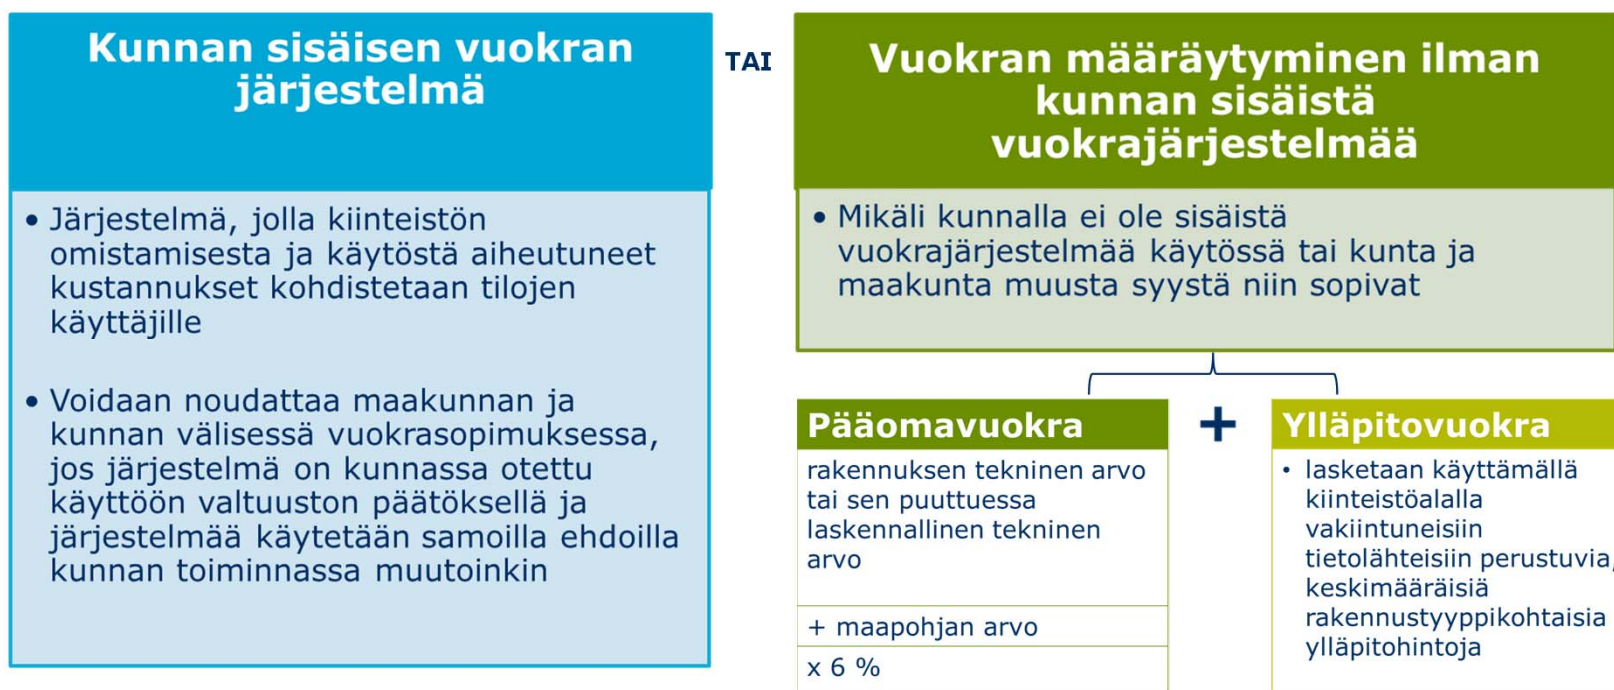 Kunnan sisäisen vuokran
järjestelmä
• Järjestelmä, jolla kiinteistön
omistamisesta ja käytöstä aiheutuneet
kustannukset kohdistetaan tilojen
käyttäjille
• Voidaan noudattaa maakunnan ja
kunnan välisessä vuokrasopimuksessa,
jos järjestelmä on kunnassa otettu
käyttöön valtuuston päätöksellä ja
järjestelmää käytetään samoilla ehdoilla
kunnan toiminnassa muutoinkin
TAI
Vuokran määräytyminen ilman
kunnan sisäistä
vuokrajärjestelmää
• Mikäli kunnalla ei ole sisäistä
vuokrajärjestelmää käytössä tai kunta ja
maakunta muusta syystä niin sopivat
Pääomavuokra
rakennuksen tekninen arvo
tai sen puuttuessa
laskennallinen tekninen
arvo
+ maapohjan arvo
x 6 %
+
Ylläpitovuokra
• lasketaan käyttämällä
kiinteistöalalla
vakiintuneisiin
tietolähteisiin perustuvia,
keskimääräisiä
rakennustyyppikohtaisia
ylläpitohintoja